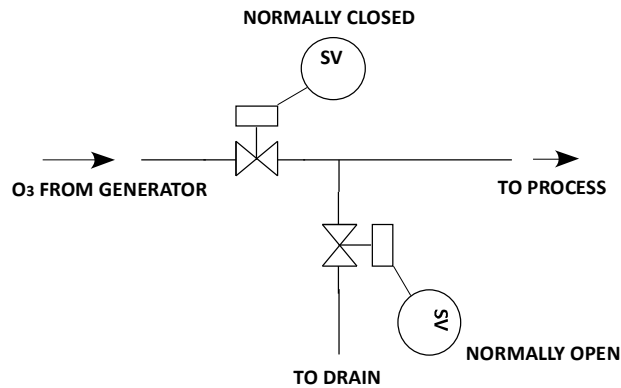 NORMALLY CLOSED
SV
O₃ FROM GENERATOR
TO PROCESS
SV
NORMALLY OPEN
TO DRAIN